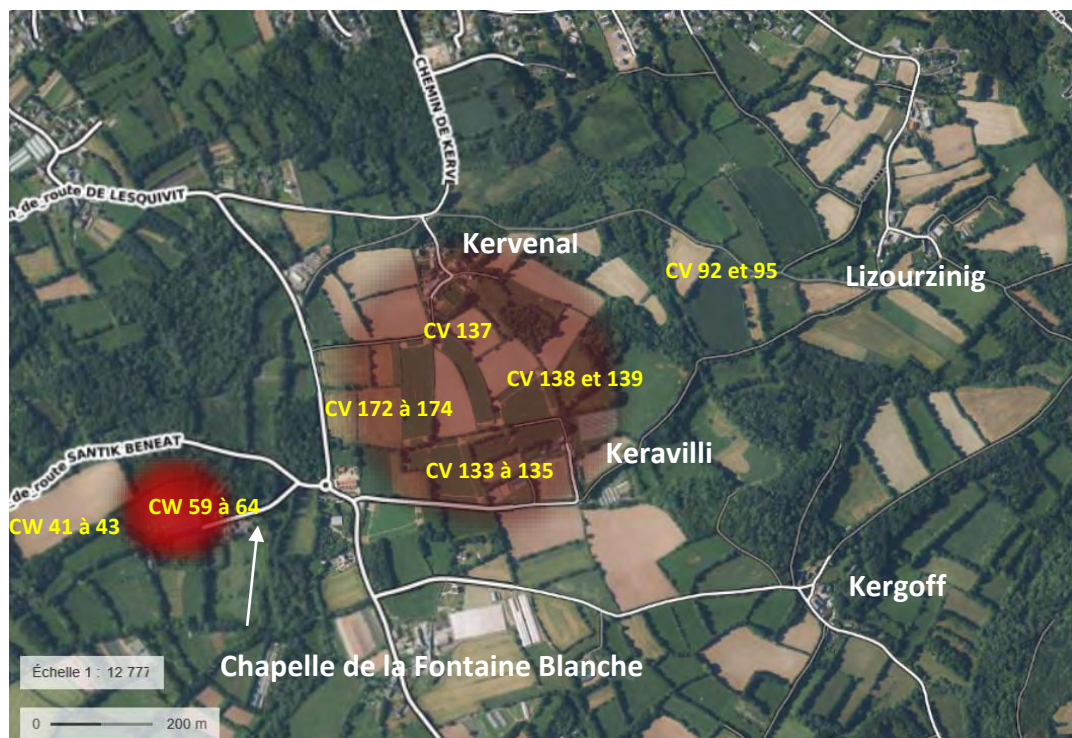 CHEMIN DE KERVE
n_de_route DE LESQUIVIT
Kervenal
CV 92 et 95
Lizourzinig
CV 137
CV 138 et 139
CV 172 à 174
n_de_route SANTIK BENEAT
Keravilli
CV 133 à 135
CW 59 à 64
CW 41 à 43
Kergoff
Chapelle de la Fontaine Blanche
Échelle 1 : 12 777
0 200 m